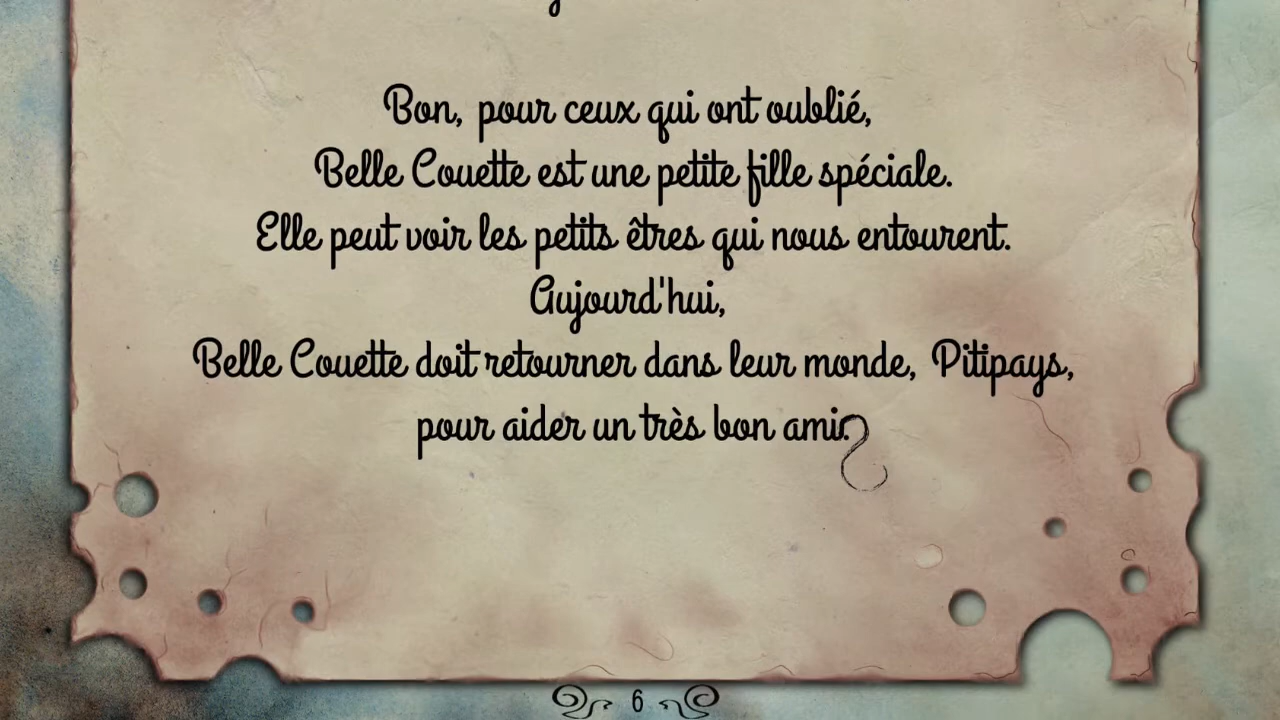 Bon, pour ceux qui ont oublié,
Belle Couette est une petite fille spéciale.
Elle peut voir les petits êtres qui nous entourent.
Aujourd'hui,
Belle Couette doit retourner dans leur monde, Pitipays,
pour aider un très bon ami.
6